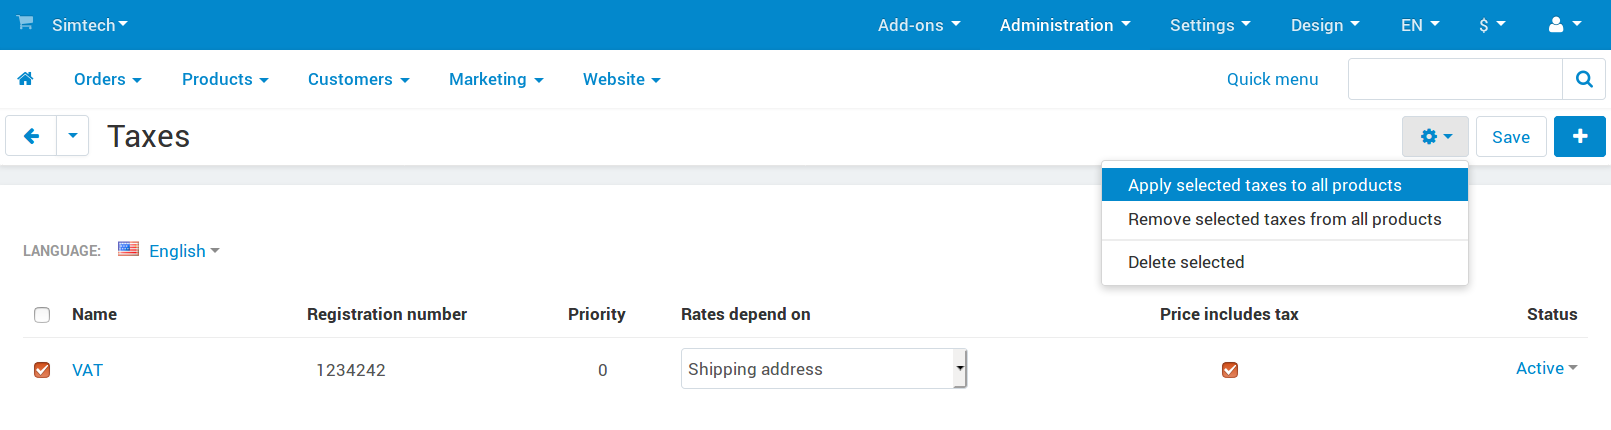 Simtech Add-ons Administration Settings Design EN $
Orders Products Customers Marketing Website Quick menu
Taxes Save
Apply selected taxes to all products
Remove selected taxes from all products
LANGUAGE: English
Delete selected
Name Registration number Priority Rates depend on Price includes tax Status
VAT 1234242 0 Shipping address Active